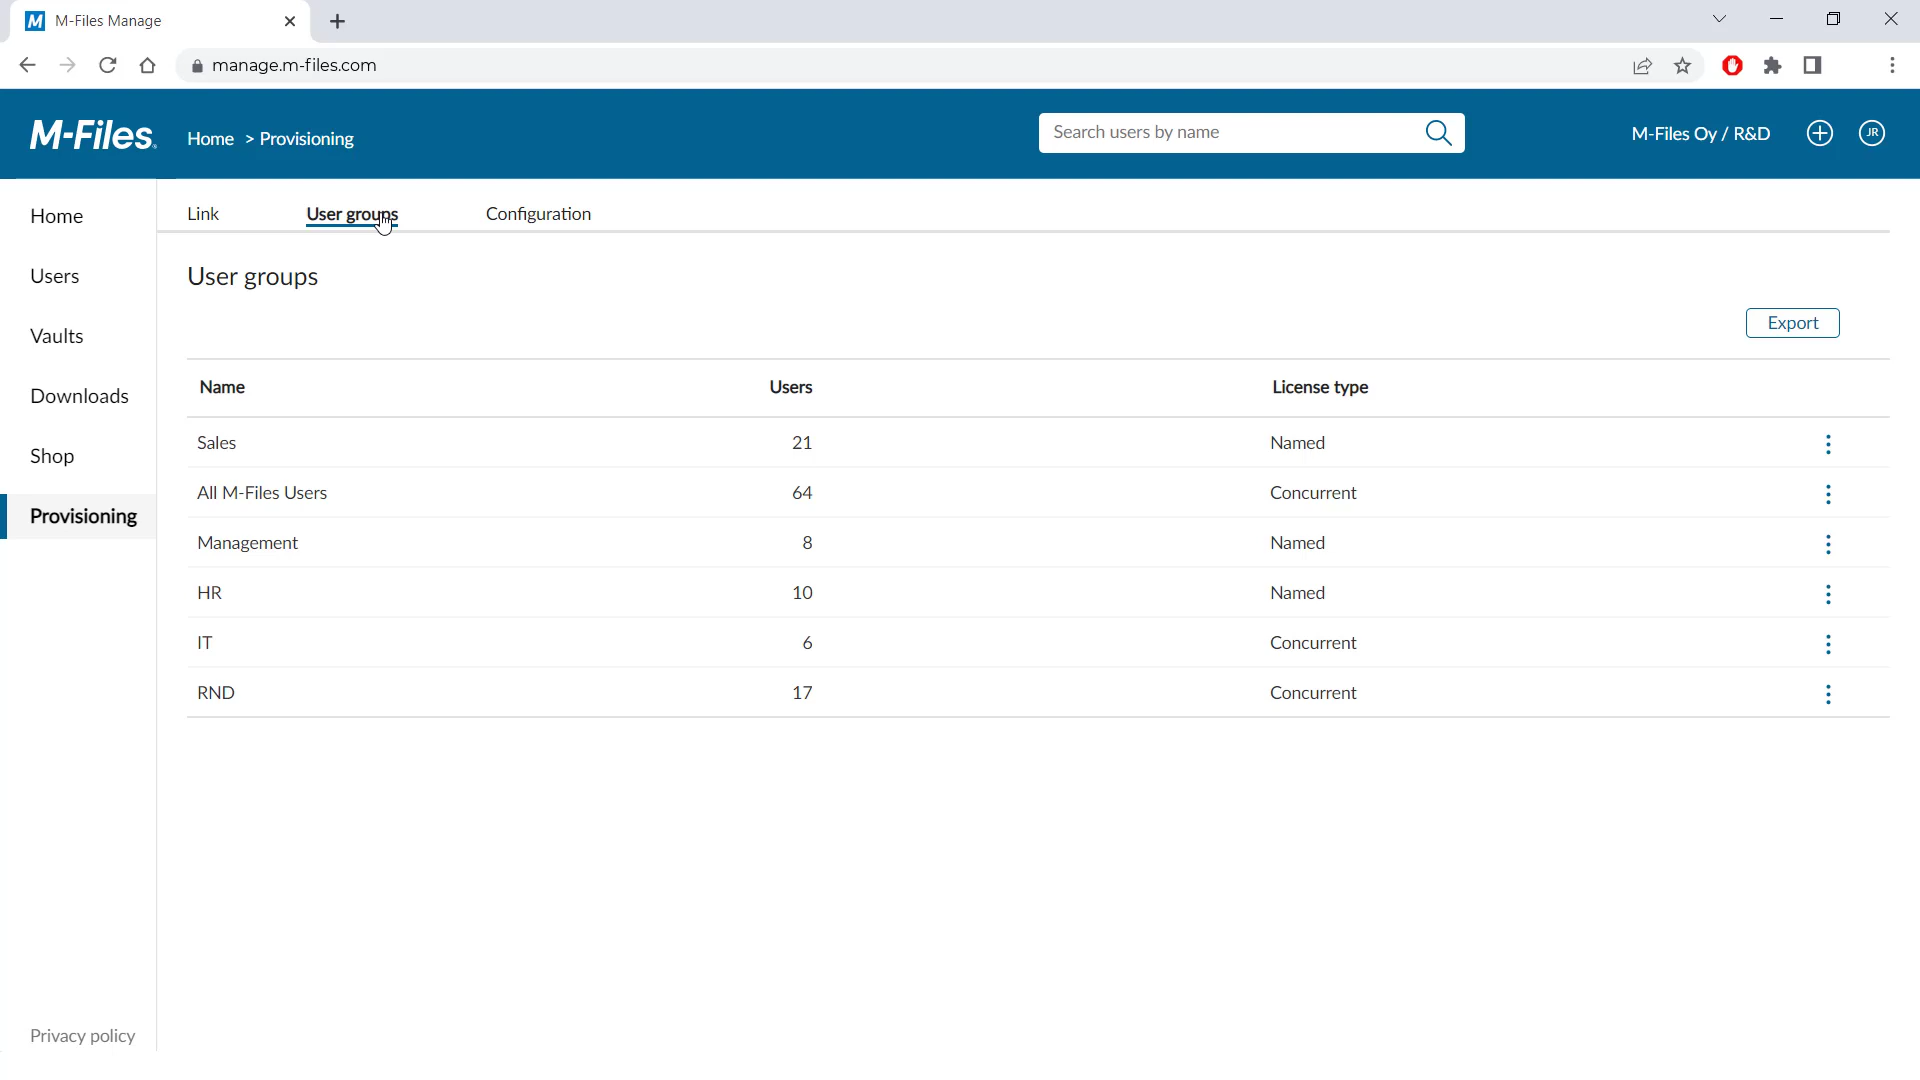 M M-Files Manage
manage.m-files.com
M-Files. Home > Provisioning Search users by name M-Files Oy / R&D JR
Home
Users
Vaults
Downloads
Shop
Provisioning
Privacy policy
Link User groups Configuration
User groups
Export
Name Users License type
Sales 21 Named
All M-Files Users 64 Concurrent
Management 8 Named
HR 10 Named
IT 6 Concurrent
RND 17 Concurrent